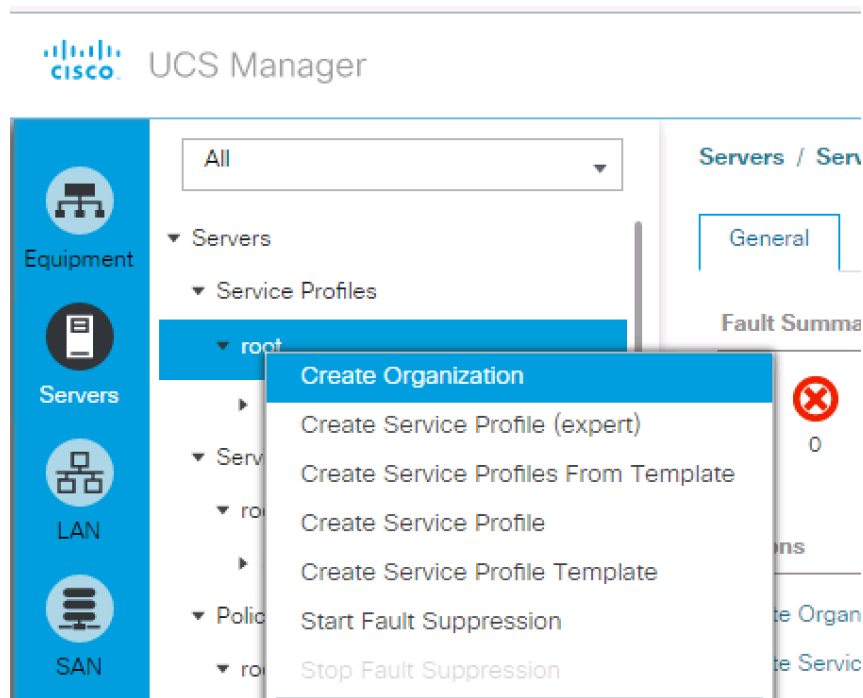 CISCO
UCS Manager
Equipment
Servers
LAN
SAN
All
Servers
Service Profiles
root
Create Organization
Create Service Profile (expert)
Create Service Profiles From Template
Create Service Profile
Create Service Profile Template
Start Fault Suppression
Stop Fault Suppression
Servers /
General
0